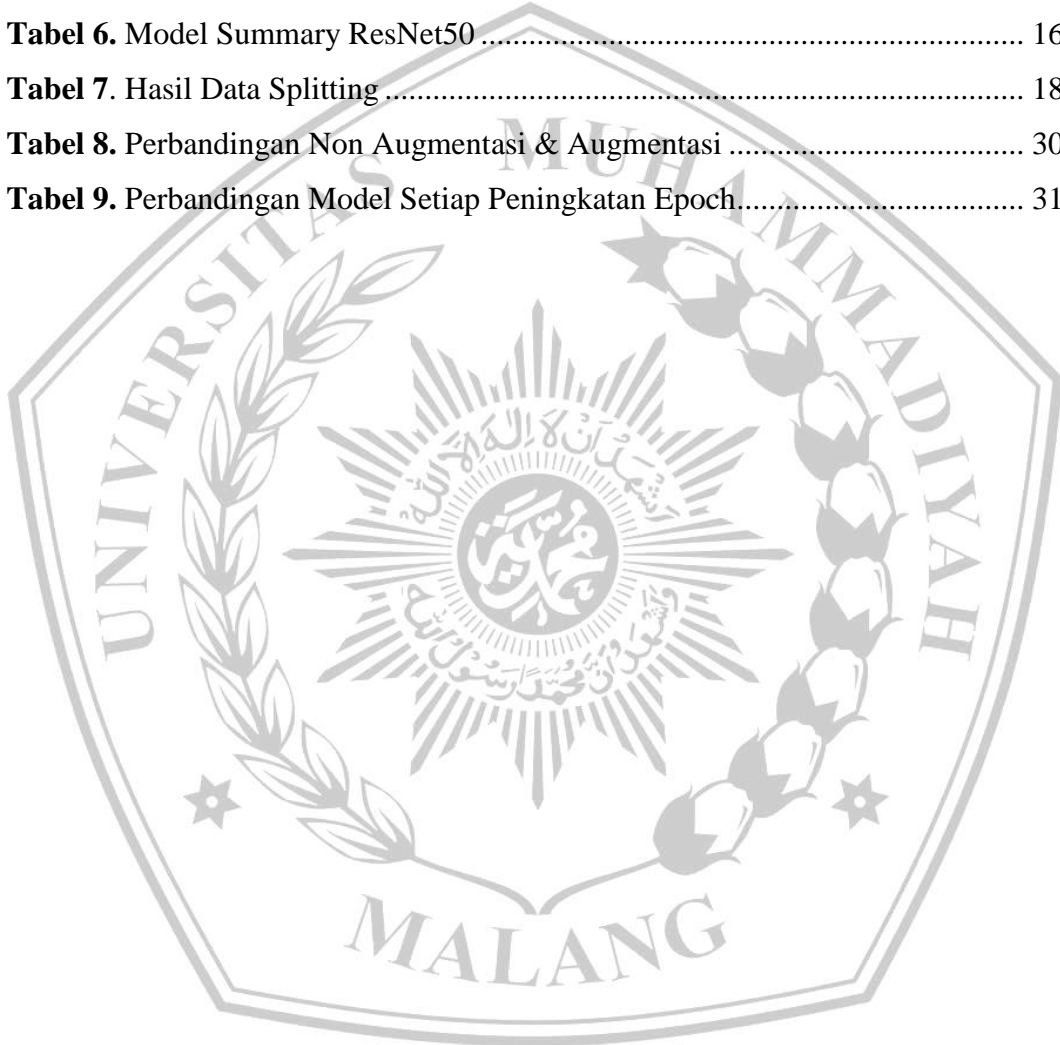 Tabel 6. Model Summary ResNet50 .................................................................. 16
Tabel 7. Hasil Data Splitting .............................................................................. 18
Tabel 8. Perbandingan Non Augmentasi & Augmentasi .................................... 30
Tabel 9. Perbandingan Model Setiap Peningkatan Epoch................................... 31
UNIVERSITAS MUHAMMADIYAH
MALANG